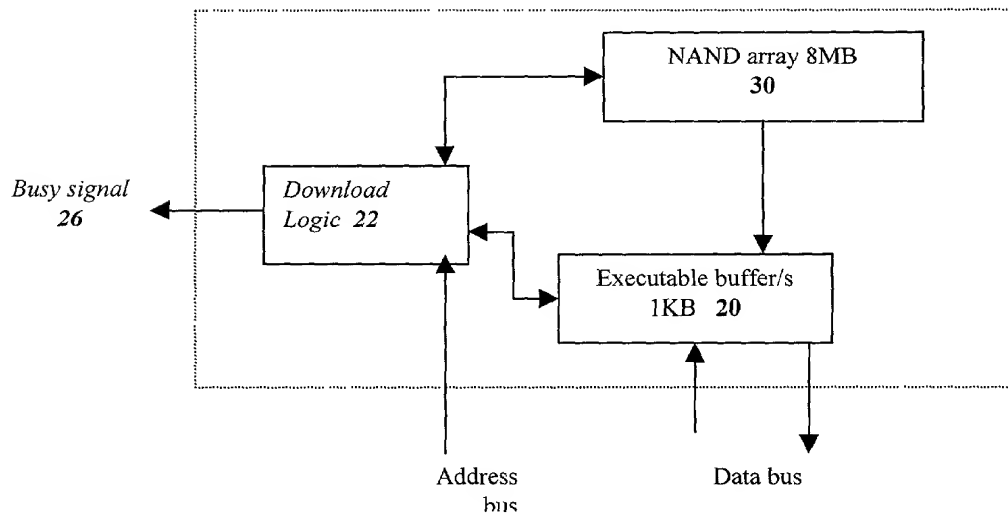 NAND array 8MB
30
Busy signal
26
Download
Logic 22
Executable buffer/s
1KB 20
Address
bus
Data bus